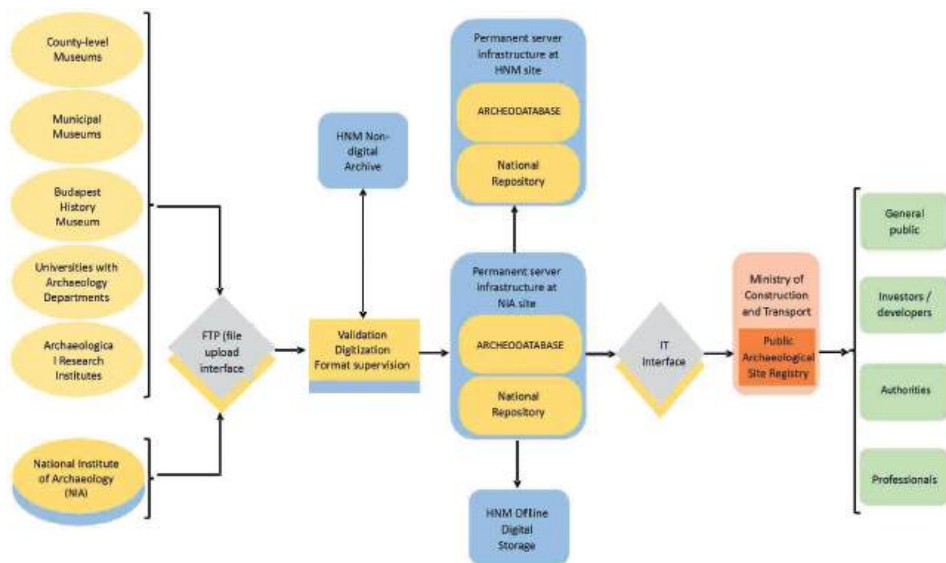 County-level
Museums
Municipal
Museums
Budapest
History
Museum
Universities with
Archaeology
Departments
Archaeologica
l Research
Institutes
National Institute
of Archaeology
(NIA)
FTP (file
upload
interface
HNM Non-
digital
Archive
Validation
Digitization
Format supervision
Permanent server
infrastructure at
HNM site
ARCHEODATABASE
National
Repository
Permanent server
infrastructure at
NIA site
ARCHEODATABASE
National
Repository
HNM Offline
Digital
Storage
IT
Interface
Ministry of
Construction
and Transport
Public
Archaeological
Site Registry
General
public
Investors /
developers
Authorities
Professionals